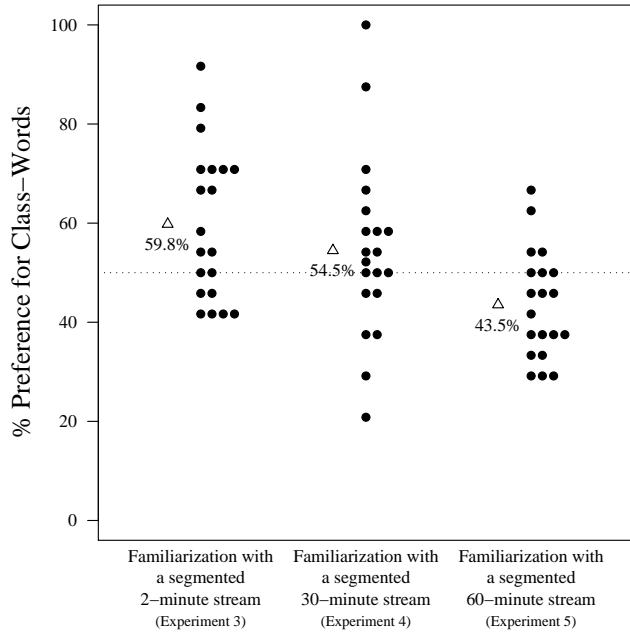 % Preference for Class−Words
100
80
60
40
20
0
59.8%
54.5%
43.5%
Familiarization with
a segmented
2−minute stream
(Experiment 3)
Familiarization with
a segmented
30−minute stream
(Experiment 4)
Familiarization with
a segmented
60−minute stream
(Experiment 5)